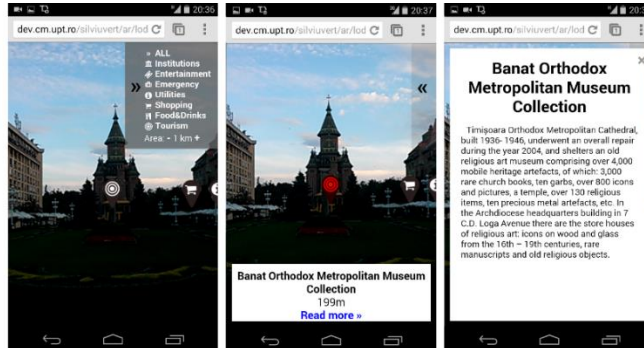 20:36
dev.cm.upt.ro/silviuvert/ar/lod
1
» ALL
Institutions
Entertainment
Emergency
Utilities
Shopping
Food&Drinks
Tourism
Area: - 1 km +
»
20:37
dev.cm.upt.ro/silviuvert/ar/lod
1
«
Banat Orthodox Metropolitan Museum
Collection
199m
Read more »
dev.cm.upt.ro/silviuvert/ar/lod
1
Banat Orthodox
Metropolitan Museum
Collection
Timișoara Orthodox Metropolitan Cathedral,
built 1936- 1946, underwent an overall repair
during the year 2004, and shelters an old
religious art museum comprising over 4,000
mobile heritage artefacts, of which: 3,000
rare church books, ten garbs, over 800 icons
and pictures, a temple, over 130 religious
items, ten precious metal artefacts, etc. In
the Archdiocese headquarters building in 7
C.D. Loga Avenue there are the store houses
of religious art: icons on wood and glass
from the 16th – 19th centuries, rare
manuscripts and old religious objects.